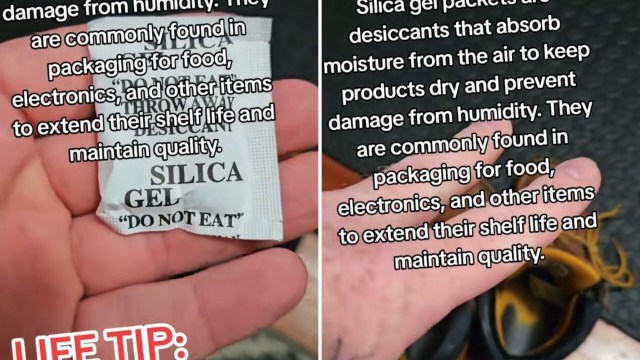 damage from humidity. They
are commonly found in
packaging for food,
electronics, and other items
to extend their shelf life and
maintain quality.
SILICA
"DO NOT EAT"
THROW AWAY
DESICCANT
SILICA
GEL
"DO NOT EAT"
LIFE TIP:
Silica gel packets are
desiccants that absorb
moisture from the air to keep
products dry and prevent
damage from humidity. They
are commonly found in
packaging for food,
electronics, and other items
to extend their shelf life and
maintain quality.